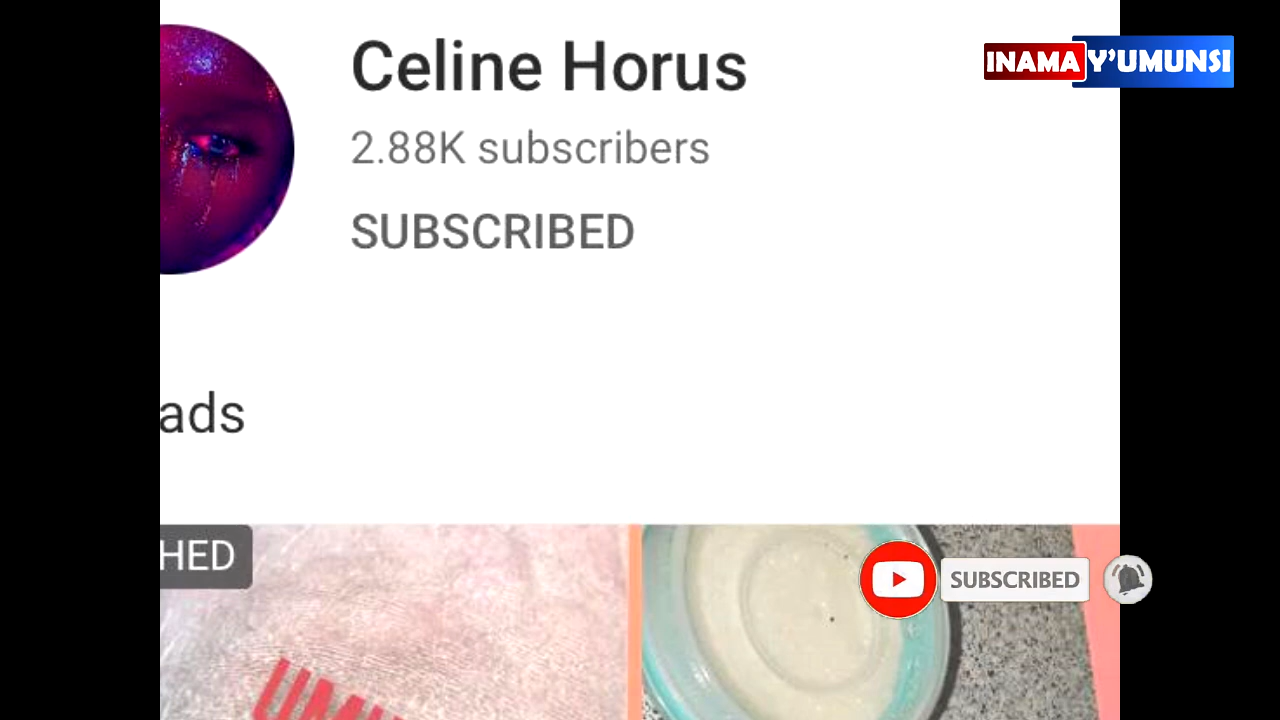 Celine Horus
INAMA Y'UMUNSI
2.88K subscribers
SUBSCRIBED
ads
HED
SUBSCRIBED